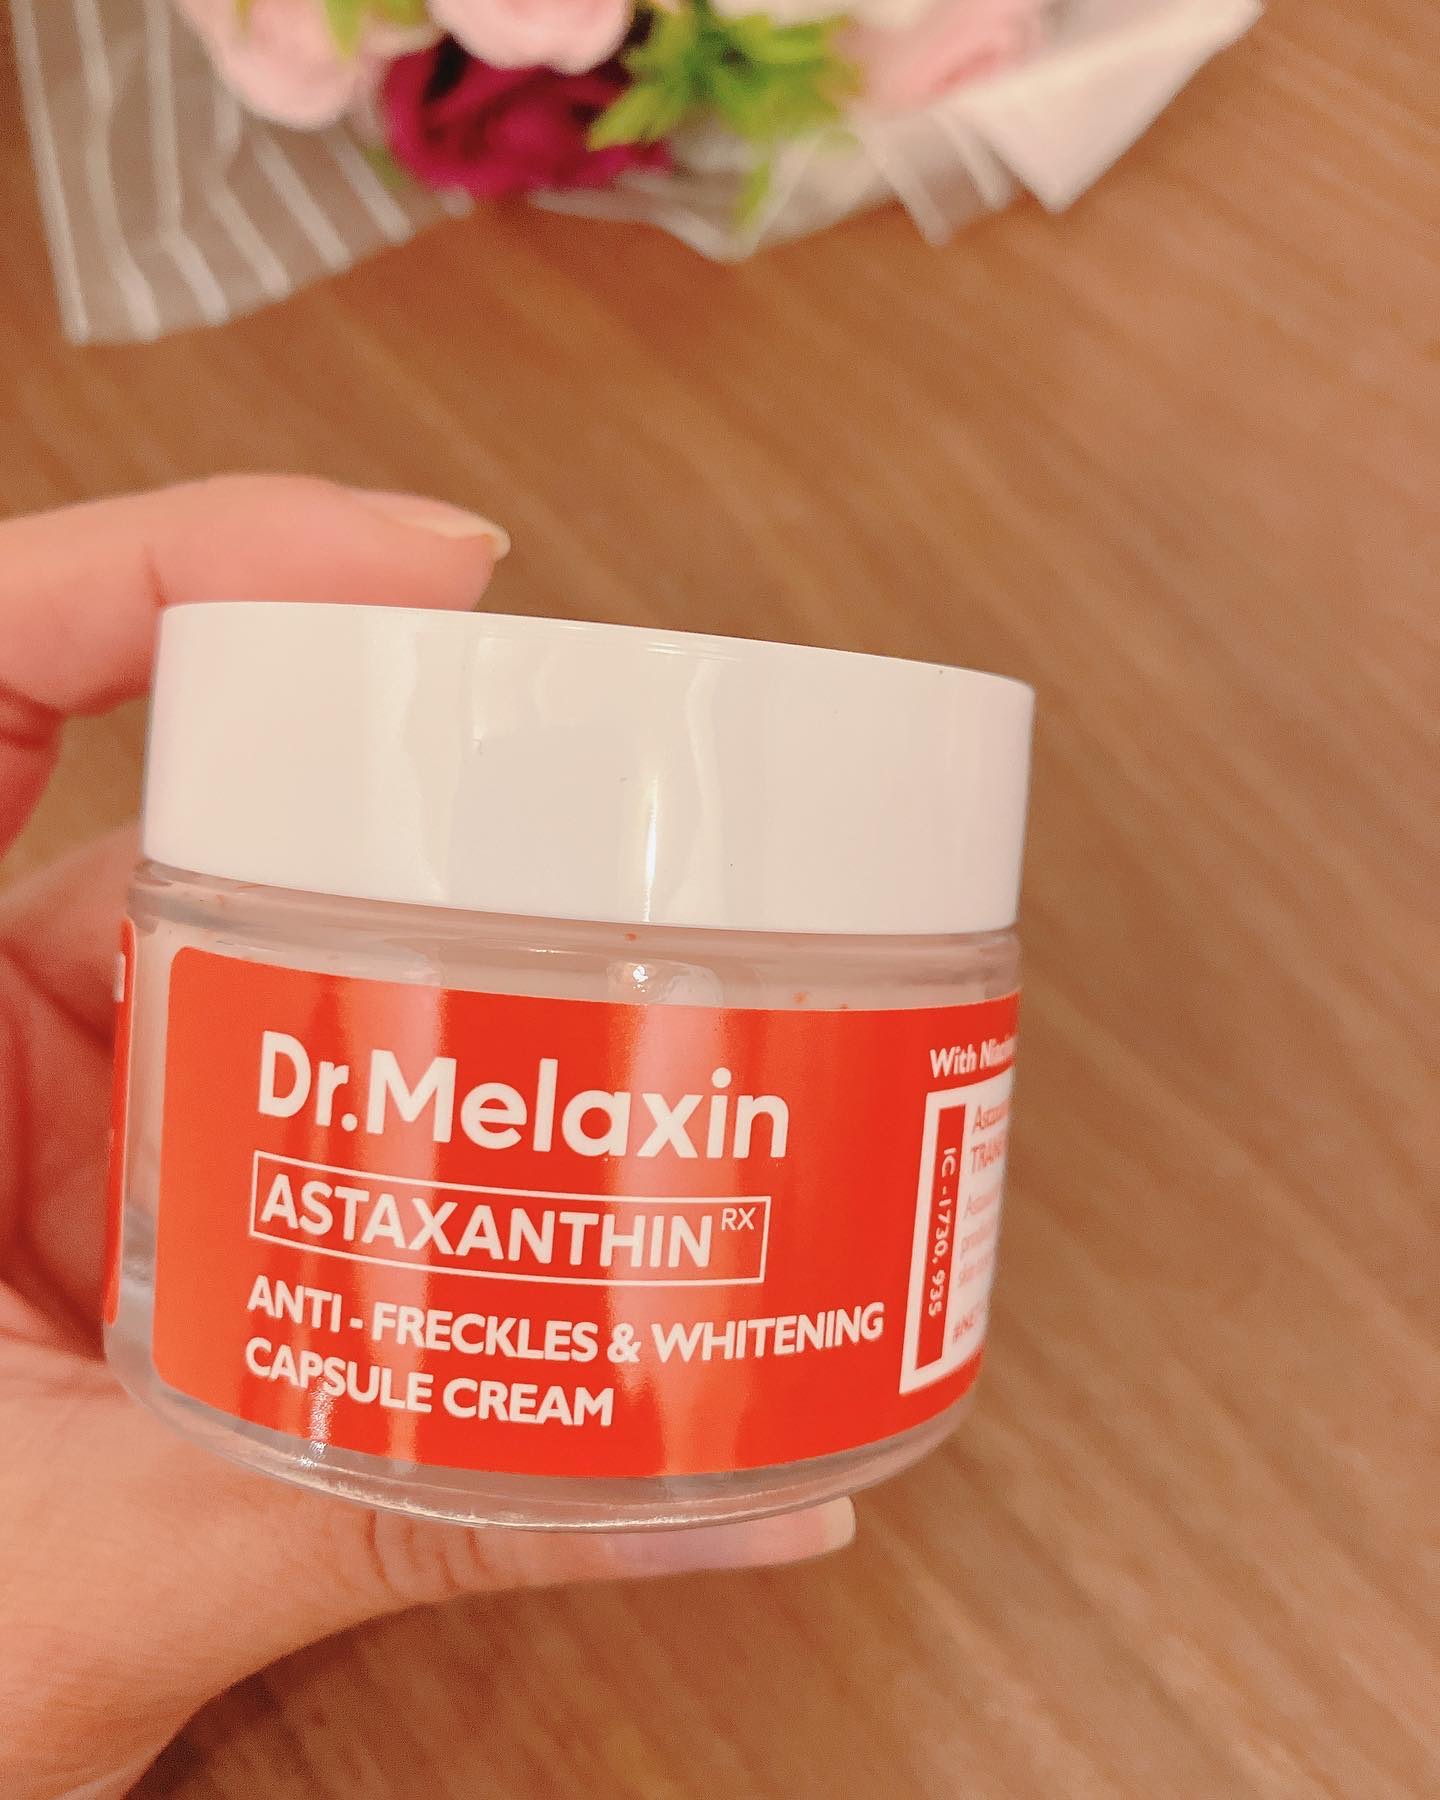 Dr.Melaxin
ASTAXANTHIN RX
ANTI - FRECKLES & WHITENING
CAPSULE CREAM
With
IC -1730, 935